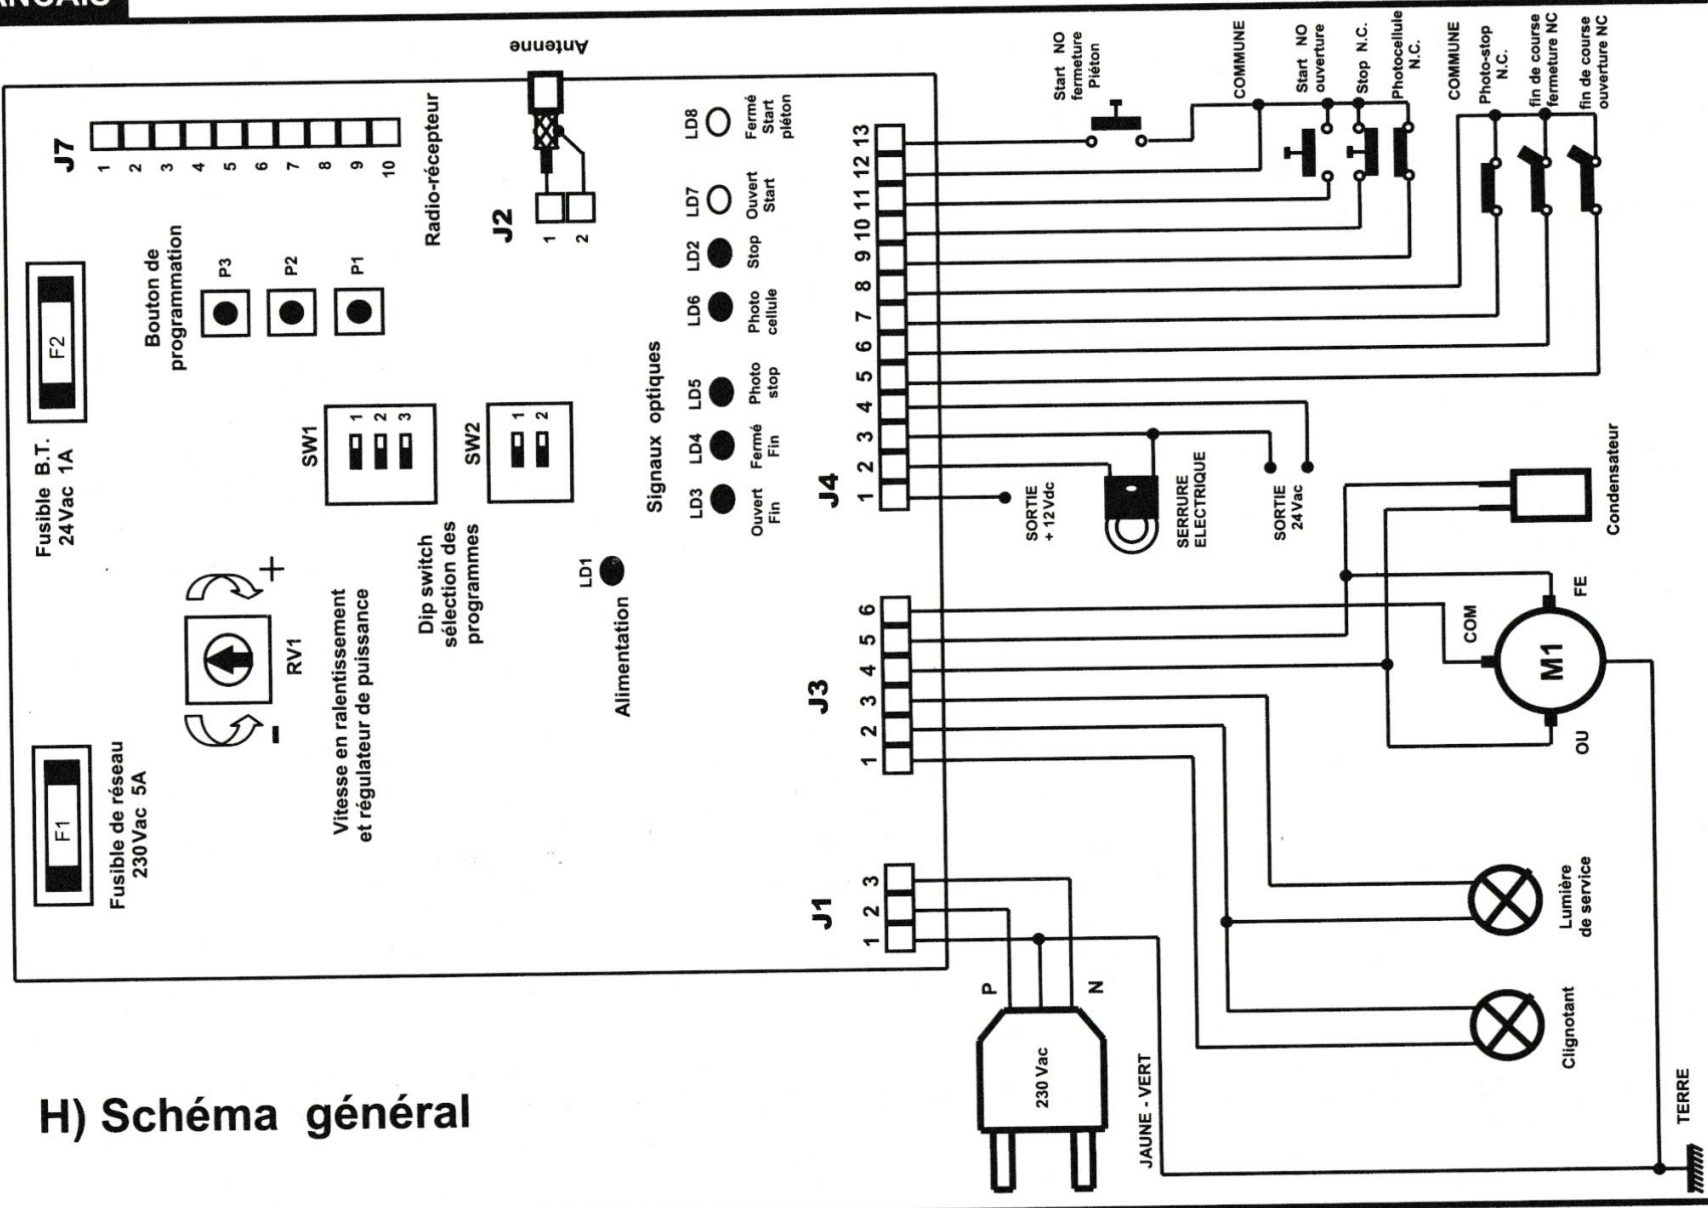 H) Schéma général
F1
Fusible de réseau
230Vac 5A
F2
Fusible B.T.
24Vac 1A
-
+
RV1
Vitesse en ralentissement
et régulateur de puissance
Bouton de
programmation
P3
P2
P1
J7
1
2
3
4
5
6
7
8
9
10
Radio-récepteur
Antenne
J2
1
2
SW1
1
2
3
SW2
1
2
Dip switch
sélection des
programmes
LD1
Alimentation
Signaux optiques
LD3
Ouvert
Fin
LD4
Fermé
Fin
LD5
Photo
stop
LD6
Photo
cellule
LD2
Stop
LD7
Ouvert
Start
LD8
Fermé
Start
piéton
J1
1
2
3
J3
1
2
3
4
5
6
J4
1
2
3
4
5
6
7
8
9
10
11
12
13
P
N
230 Vac
JAUNE - VERT
TERRE
Clignotant
Lumière
de service
M1
OU
COM
FE
Condensateur
SORTIE
+ 12Vdc
SERRURE
ELECTRIQUE
SORTIE
24Vac
Start NO
fermeture
Piéton
COMMUNE
Start NO
ouverture
Stop N.C.
Photocellule
N.C.
COMMUNE
Photo-stop
N.C.
fin de course
fermeture NC
fin de course
ouverture NC